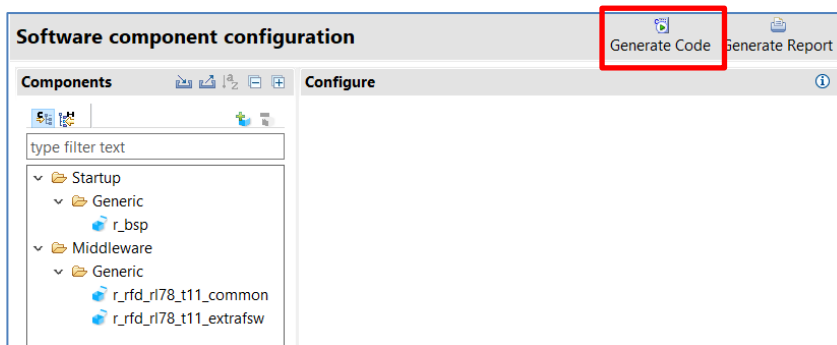 Software component configuration
Generate Code
Generate Report
Components
Configure
type filter text
Startup
Generic
r_bsp
Middleware
Generic
r_rfd_rl78_t11_common
r_rfd_rl78_t11_extrafsw